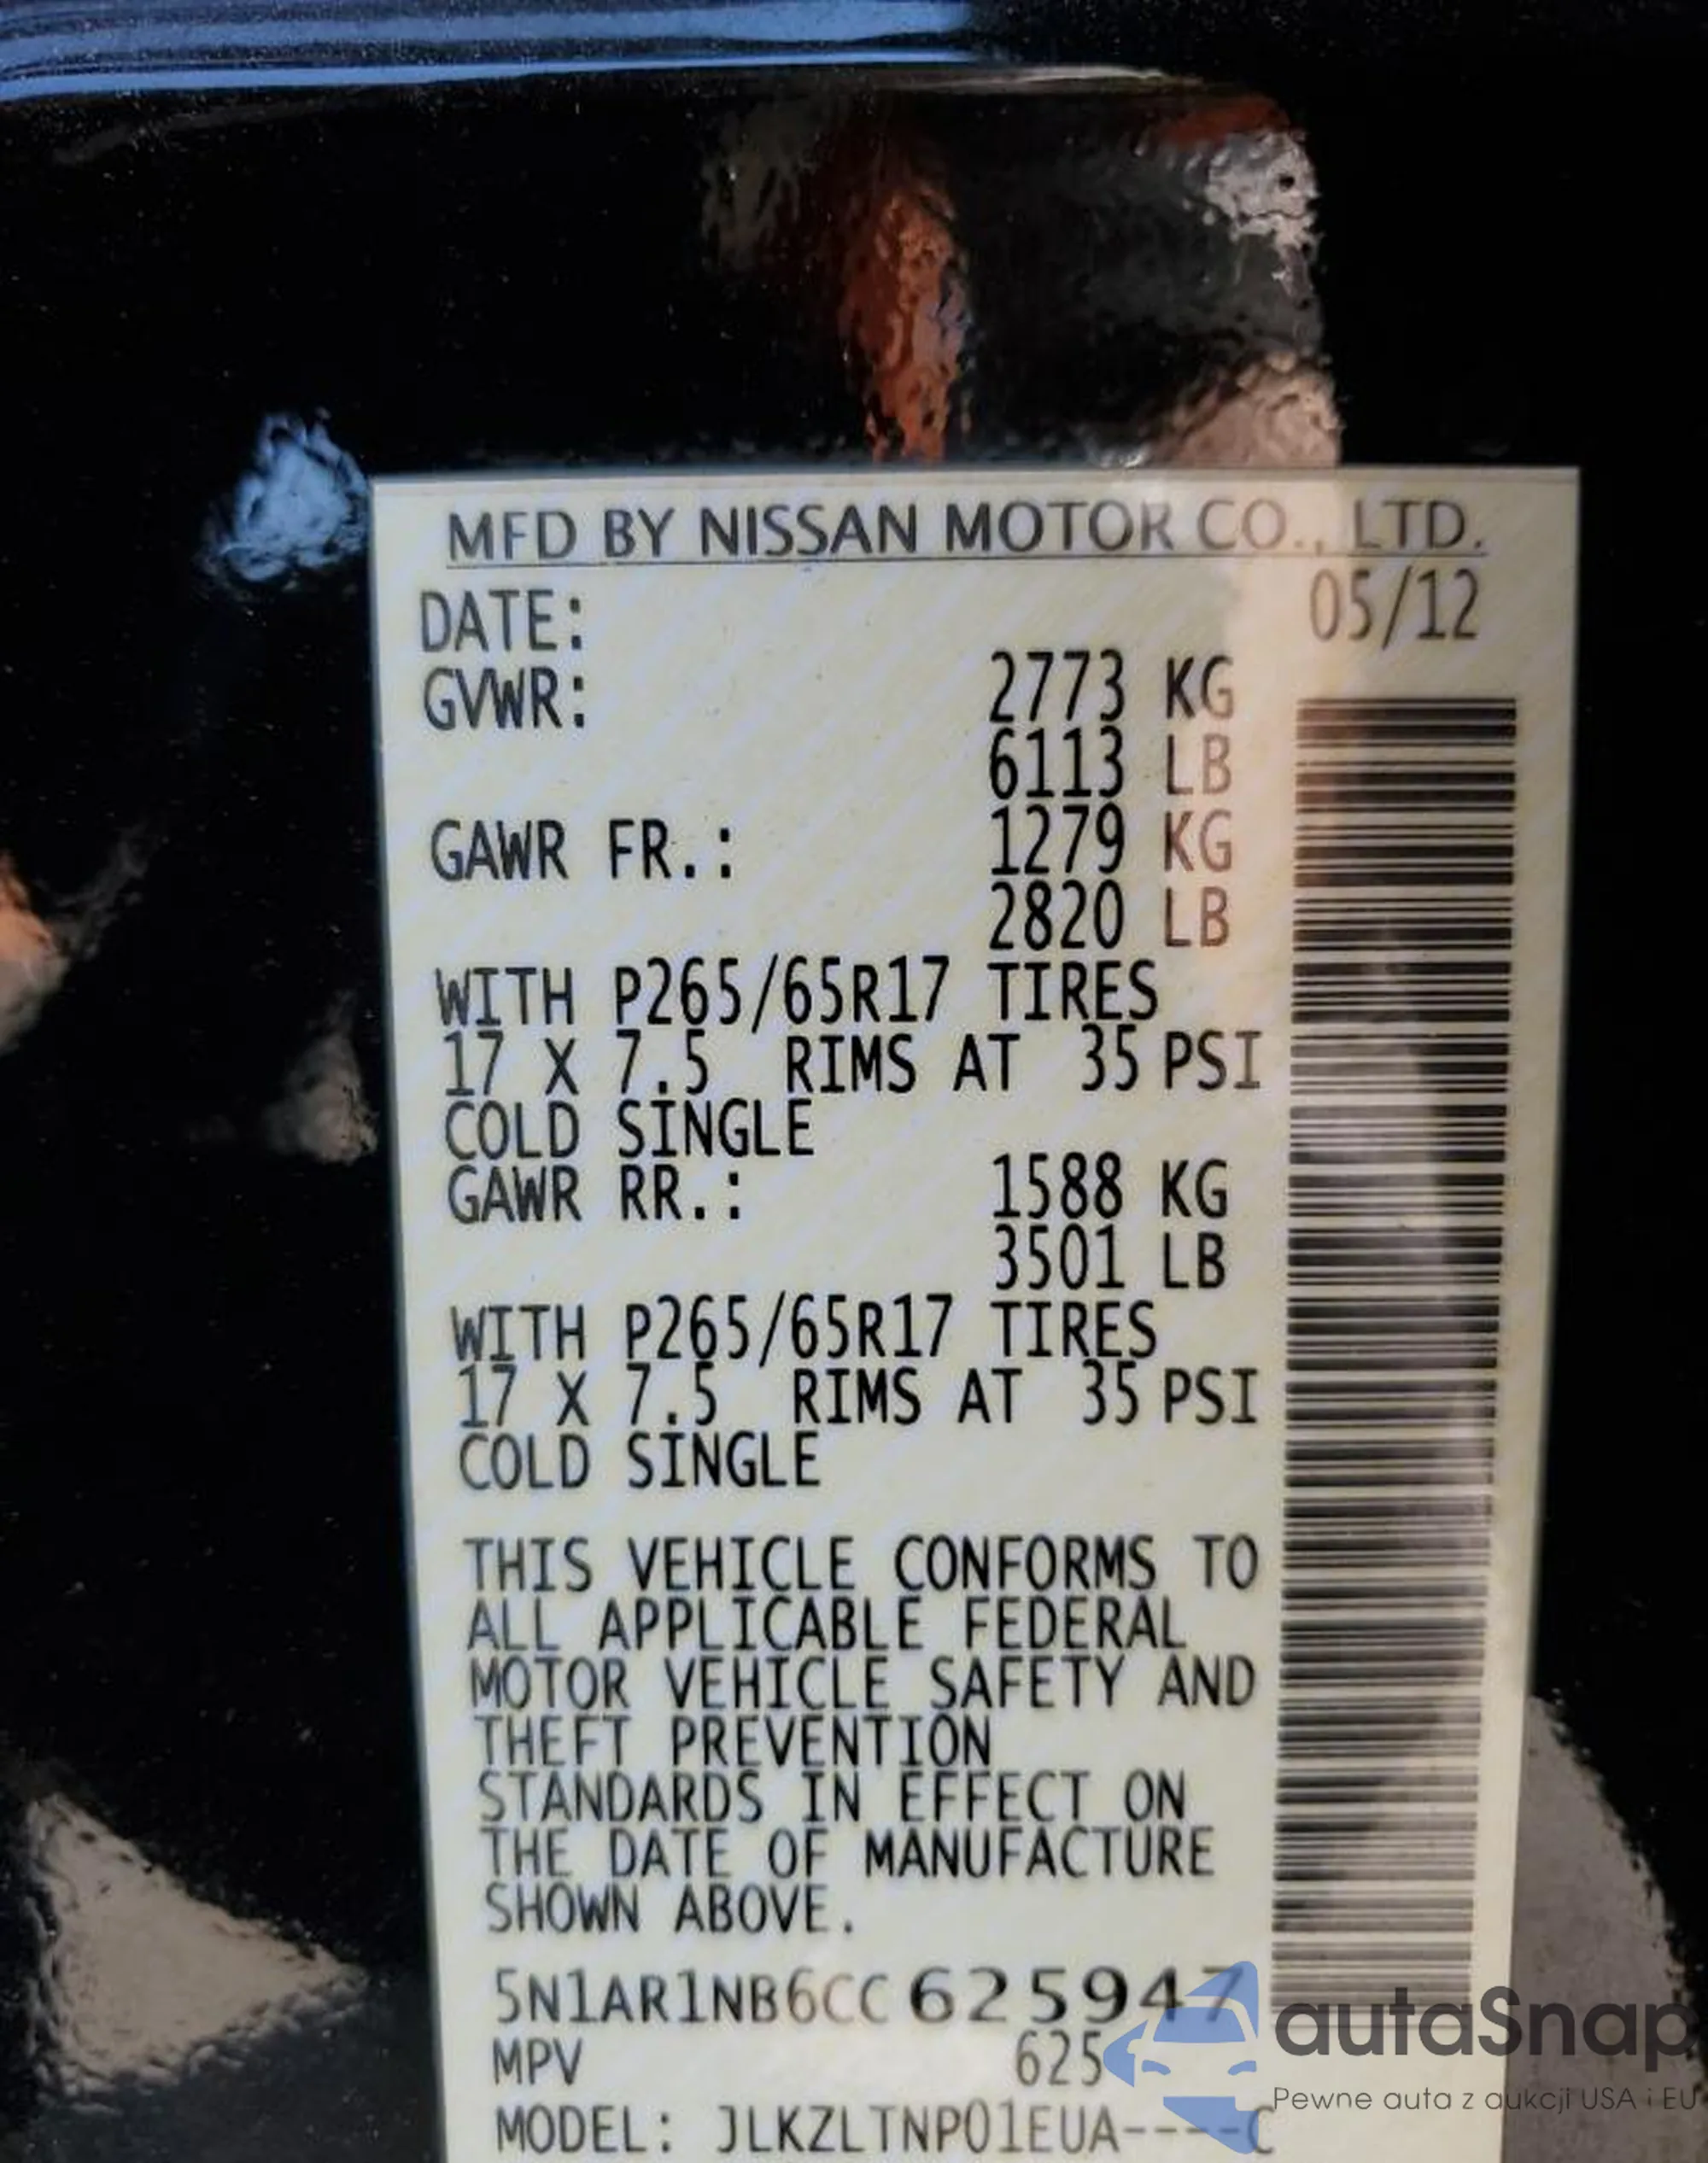 MFD BY NISSAN MOTOR CO., LTD.
DATE: 05/12
GVWR: 2773 KG
6113 LB
GAWR FR.: 1279 KG
2820 LB
WITH P265/65R17 TIRES
17 X 7.5 RIMS AT 35 PSI
COLD SINGLE
GAWR RR.: 1588 KG
3501 LB
WITH P265/65R17 TIRES
17 X 7.5 RIMS AT 35 PSI
COLD SINGLE
THIS VEHICLE CONFORMS TO
ALL APPLICABLE FEDERAL
MOTOR VEHICLE SAFETY AND
THEFT PREVENTION
STANDARDS IN EFFECT ON
THE DATE OF MANUFACTURE
SHOWN ABOVE.
5N1AR1NB6CC625947
MPV 625
MODEL: JLKZLTNP01EUA----C
autaSnap
Pewne auta z aukcji USA i EU